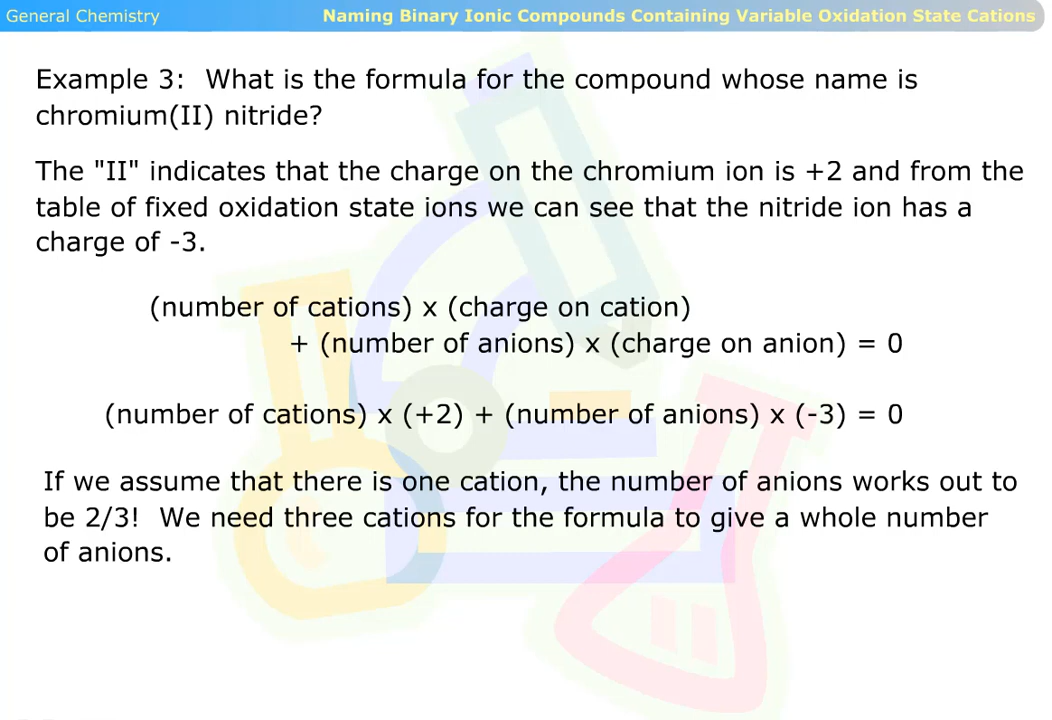 General Chemistry
Naming Binary Ionic Compounds Containing Variable Oxidation State Cations
Example 3: What is the formula for the compound whose name is
chromium(II) nitride?
The "II" indicates that the charge on the chromium ion is +2 and from the
table of fixed oxidation state ions we can see that the nitride ion has a
charge of -3.
(number of cations) x (charge on cation)
+ (number of anions) x (charge on anion) = 0
(number of cations) x (+2) + (number of anions) x (-3) = 0
If we assume that there is one cation, the number of anions works out to
be 2/3! We need three cations for the formula to give a whole number
of anions.